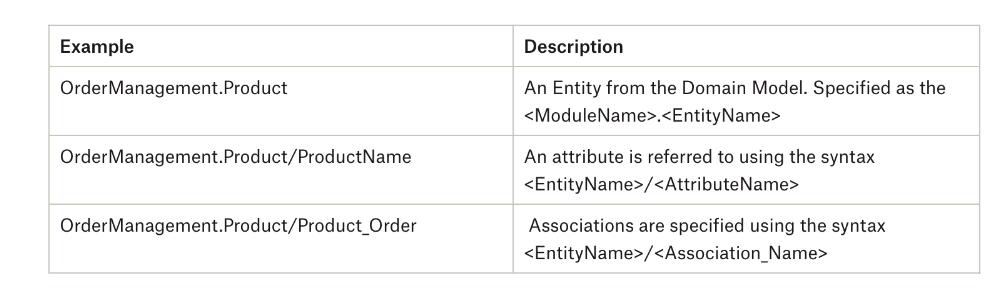 Example Description
OrderManagement.Product An Entity from the Domain Model. Specified as the
<ModuleName>.<EntityName>
OrderManagement.Product/ProductName An attribute is referred to using the syntax
<EntityName>/<AttributeName>
OrderManagement.Product/Product_Order Associations are specified using the syntax
<EntityName>/<Association_Name>